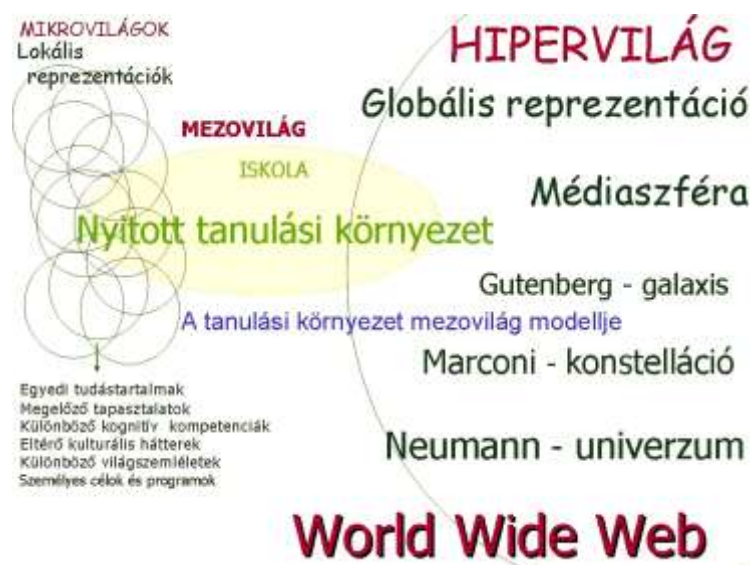 MIKROVILÁGOK
Lokális
reprezentációk
MEZOVILÁG
ISKOLA
Nyitott tanulási környezet
A tanulási környezet mezovilág modellje
Egyedi tudástartalmak
Megelőző tapasztalatok
Különböző kognitív kompetenciák
Eltérő kulturális hátterek
Különböző világszemléletek
Személyes célok és programok
HIPERVILÁG
Globális reprezentáció
Médiaszféra
Gutenberg - galaxis
Marconi - konstelláció
Neumann - univerzum
World Wide Web